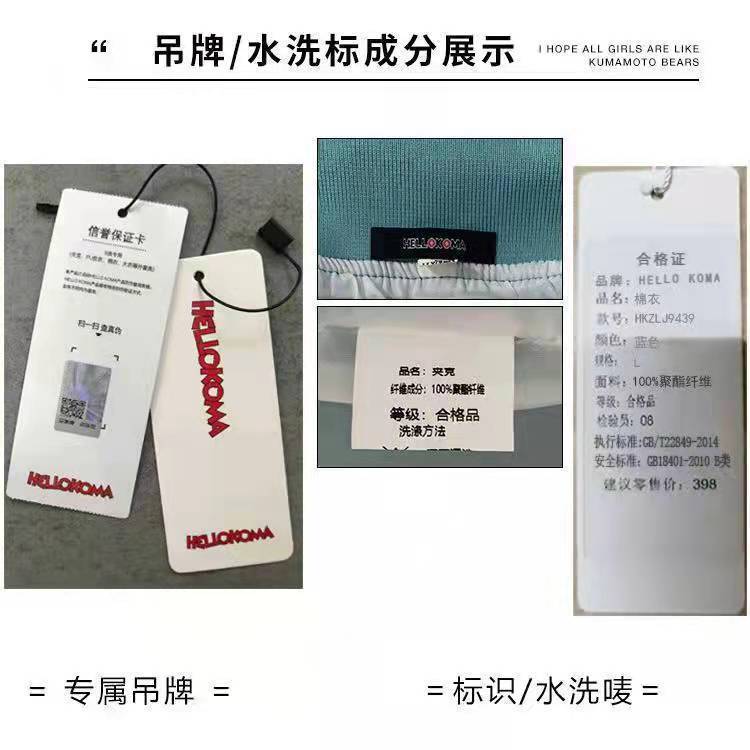 “ 吊牌/水洗标成分展示
I HOPE ALL GIRLS ARE LIKE
KUMAMOTO BEARS
信誉保证卡
扫一扫 查真伪
HELLOKOMA
HELLOKOMA
HELLOKOMA
HELLOKOMA
品名：夹克
纤维成分：100%聚酯纤维
等级：合格品
洗涤方法
合格证
品牌：HELLO KOMA
品名：棉衣
款号：HKZLJ9439
颜色：蓝色
规格：L
面料：100%聚酯纤维
等级：合格品
检验员：08
执行标准:GB/T22849-2014
安全标准：GB18401-2010 B类
建议零售价：398
= 专属吊牌 =
=标识/水洗唛=